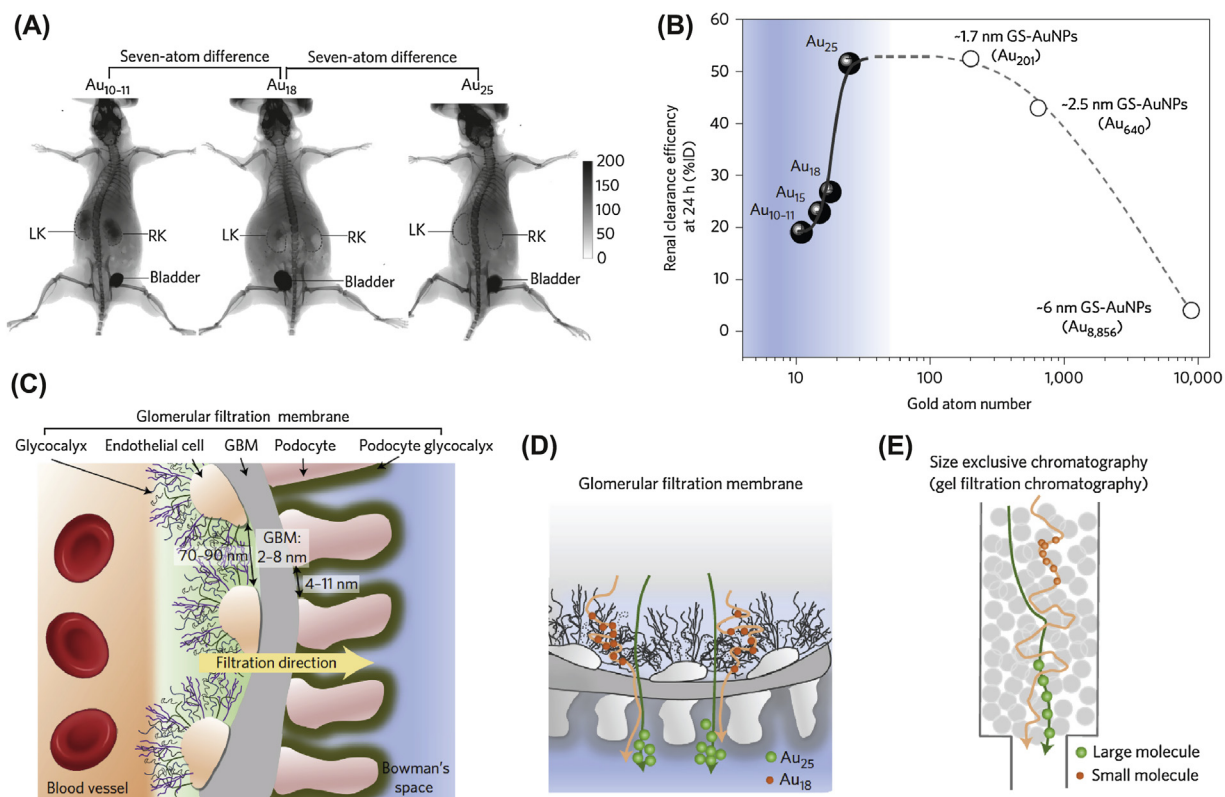 (A)
Seven-atom difference
Seven-atom difference
Au10-11
Au18
Au25
200
150
100
50
0
LK
RK
LK
RK
LK
RK
Bladder
Bladder
Bladder
(B)
Renal clearance efficency
at 24 h (%ID)
60
50
40
30
20
10
0
Au25
Au18
Au15
Au10-11
~1.7 nm GS-AuNPs
(Au201)
~2.5 nm GS-AuNPs
(Au640)
~6 nm GS-AuNPs
(Au8,856)
10
100
1,000
10,000
Gold atom number
(C)
Glomerular filtration membrane
Glycocalyx
Endothelial cell
GBM
Podocyte
Podocyte glycocalyx
GBM:
70-90 nm
2-8 nm
4-11 nm
Filtration direction
Blood vessel
Bowman's
space
(D)
Glomerular filtration membrane
Au25
Au18
(E)
Size exclusive chromatography
(gel filtration chromatography)
Large molecule
Small molecule